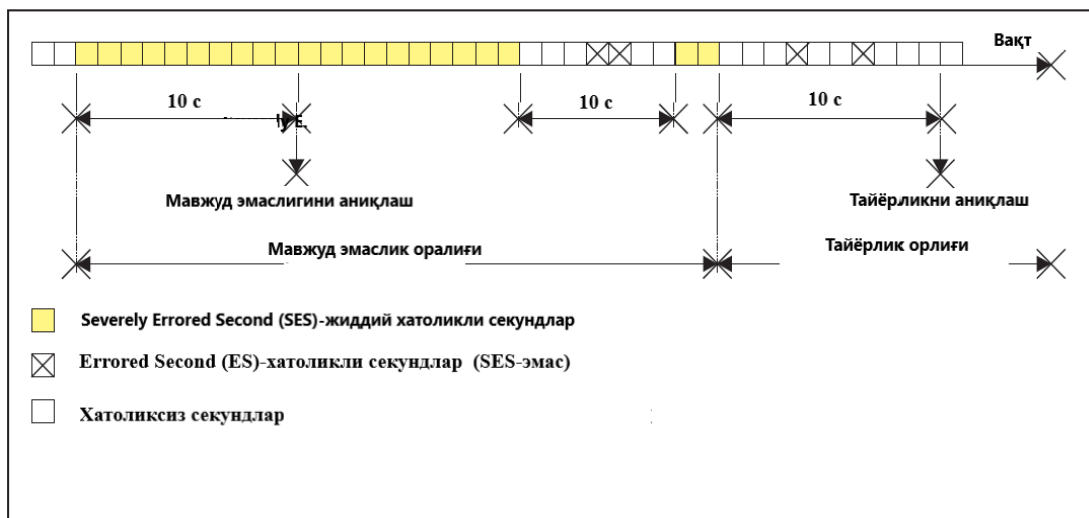 Вақт
10 с
10 с
10 с
ly E.
Мавжуд эмаслигини аниқлаш
Тайёрликни аниқлаш
Мавжуд эмаслик оралиғи
Тайёрлик орлиғи
Severely Errored Second (SES)-жиддий хатоликли секундлар
Errored Second (ES)-хатоликли секундлар (SES-эмас)
Хатоликсиз секундлар